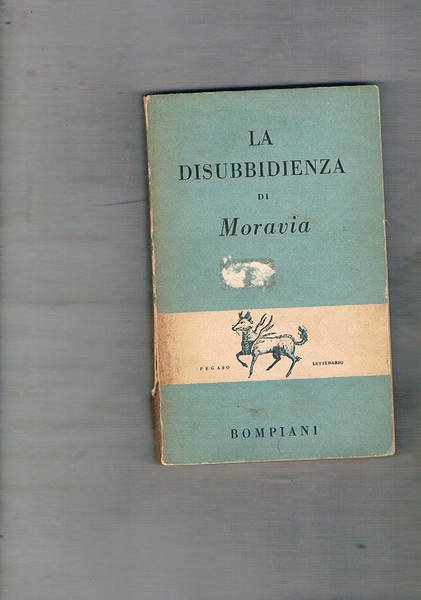 LA
DISUBBIDIENZA
DI
Moravia
PEGASO LETTERARIO
BOMPIANI